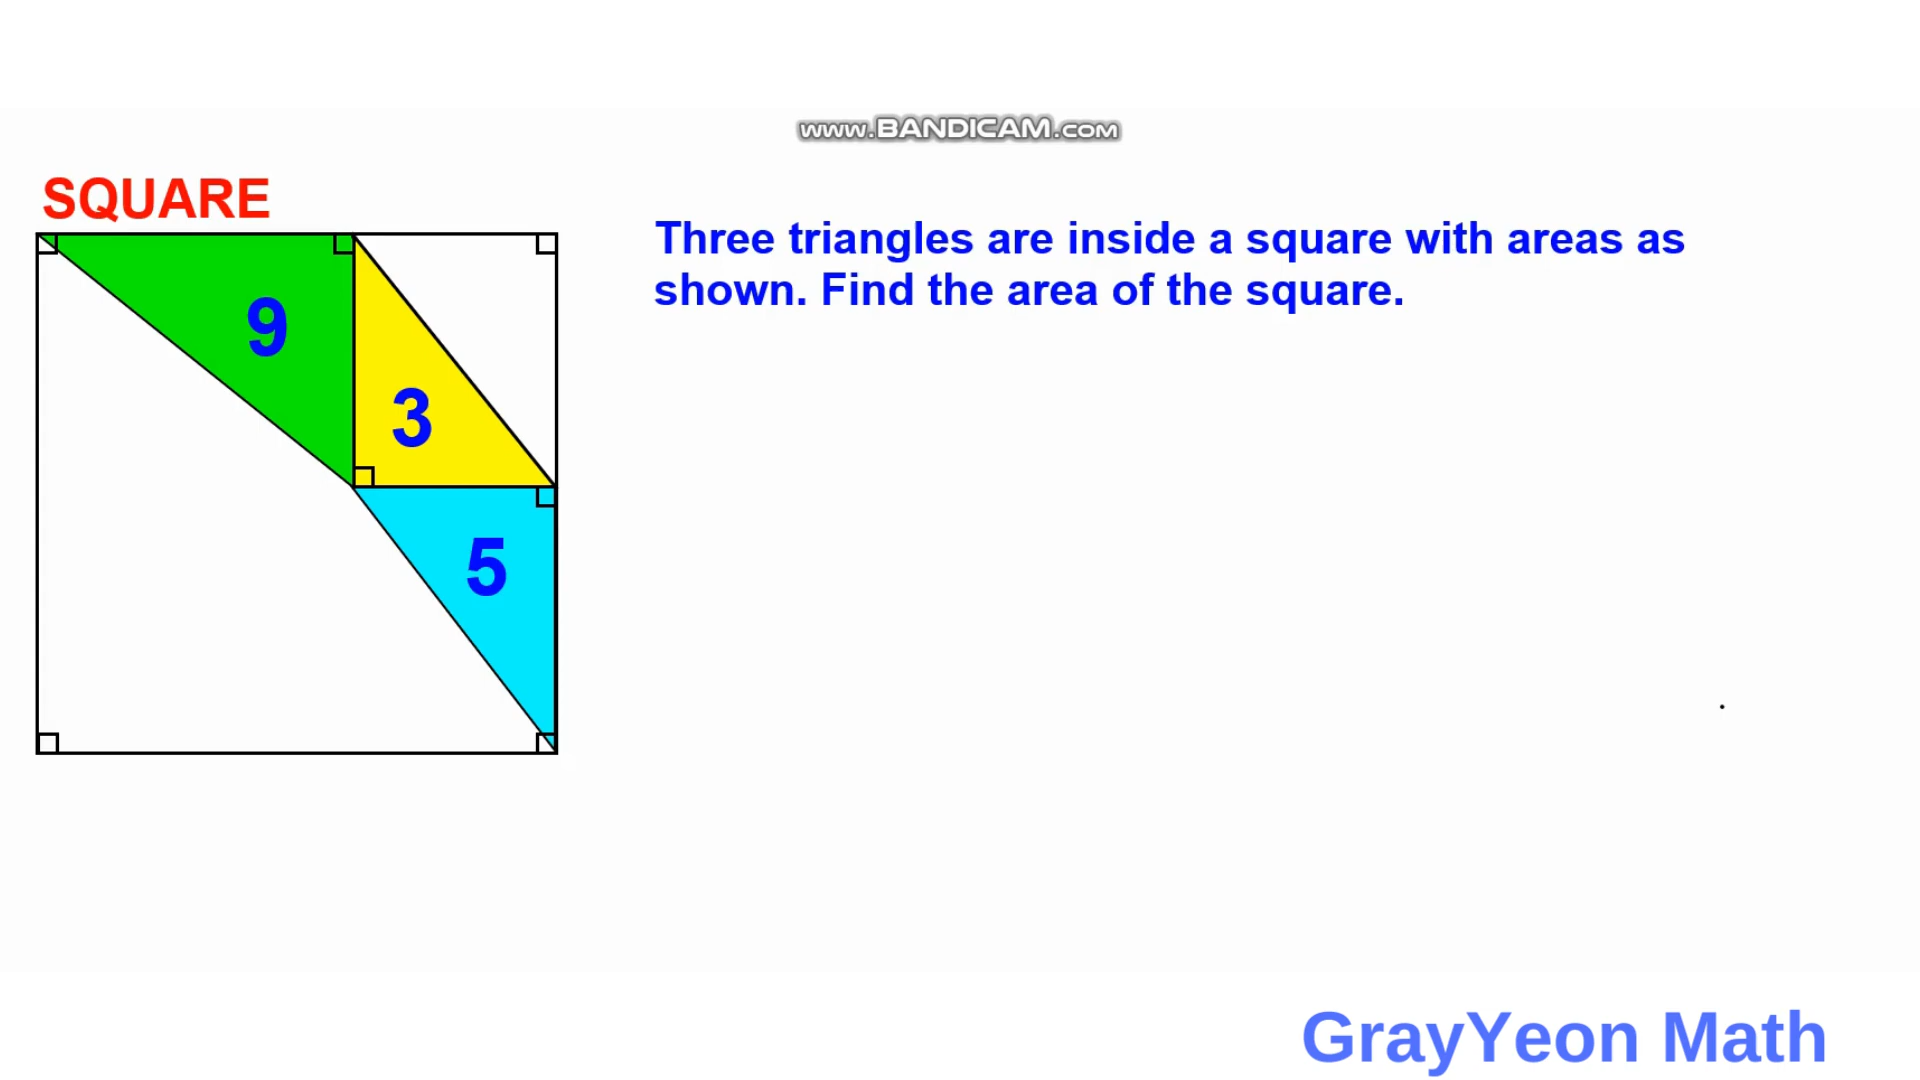 www.BANDICAM.com
SQUARE
Three triangles are inside a square with areas as
shown. Find the area of the square.
9
3
5
GrayYeon Math